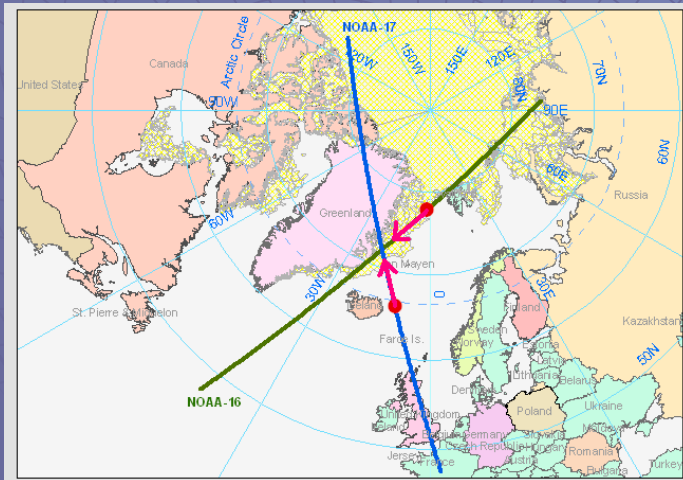 NOAA-17
150W
150E
120W
120E
Canada
Arctic Circle
United States
90W
90N
90E
70N
60N
60E
Russia
60W
Greenland
30W
Jan Mayen
0
30E
St. Pierre & Miquelon
Iceland
Finland
Sweden
Norway
Kazakhstan
Faroe Is.
Estonia
Latvia
Lithuania
50N
Belarus
NOAA-16
Denmark
Poland
Ukraine
United Kingdom
Ireland
Belgium
Germany
Slovakia
Moldova
Jersey
Czech Republic
Hungary
Romania
France
Austria
Bulgaria
Turkey